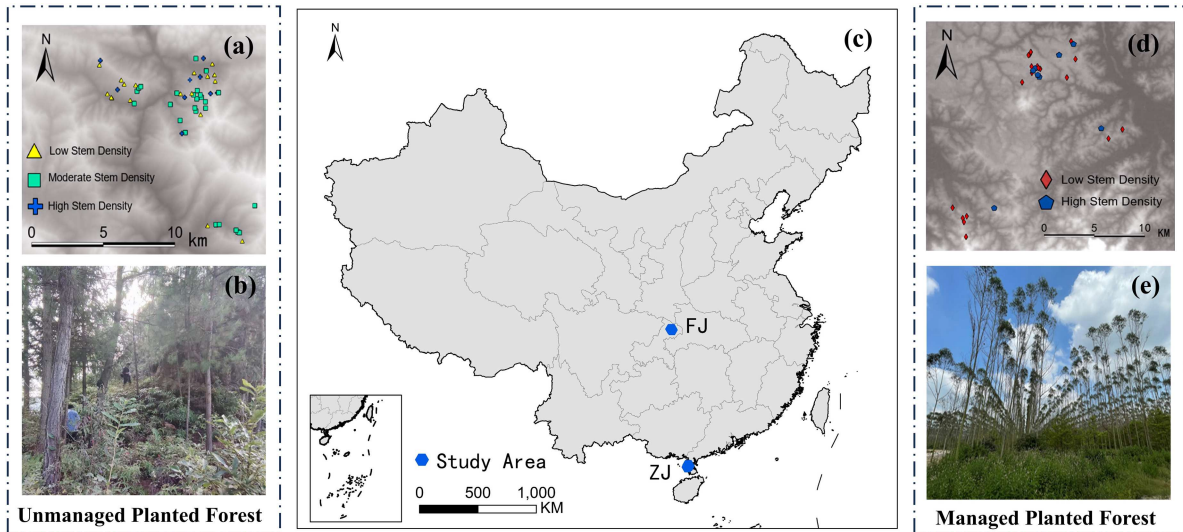 N
(a)
Low Stem Density
Moderate Stem Density
High Stem Density
0 10 20
km
(b)
Unmanaged Planted Forest
N
(c)
FJ
ZJ
Study Area
0 500 1,000
KM
N
(d)
Low Stem Density
High Stem Density
0 5 10
KM
(e)
Managed Planted Forest